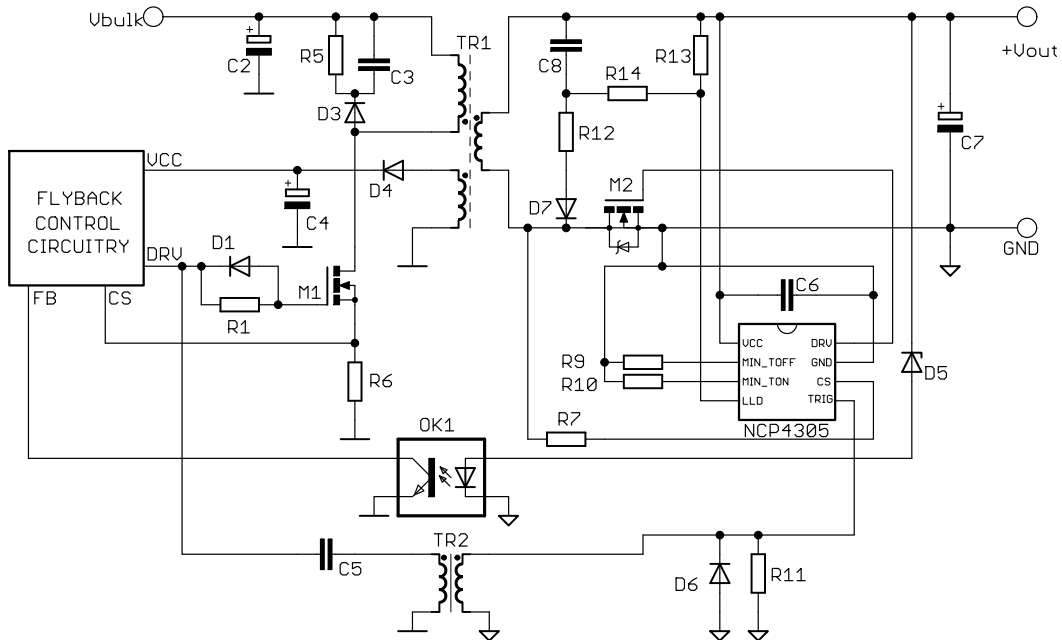 Vbulk
+
C2
R5
C3
TR1
C8
R14
R13
+Vout
D3
R12
+
C7
VCC
D4
+
C4
FLYBACK
CONTROL
CIRCUITRY
DRV
D1
M1
R1
FB
CS
D7
M2
GND
C6
R6
R9
R10
R7
VCC
MIN_TOFF
MIN_TON
LLD
DRV
GND
CS
TRIG
NCP4305
D5
OK1
TR2
C5
D6
R11